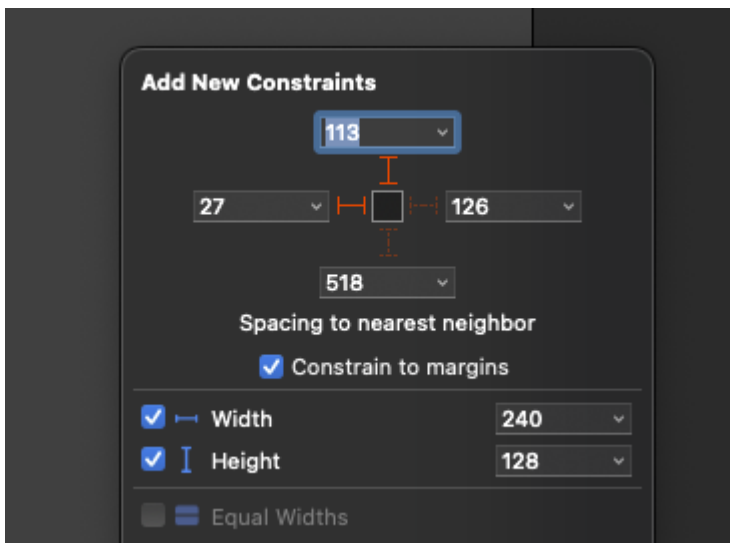 Add New Constraints
113
27 126
518
Spacing to nearest neighbor
Constrain to margins
Width 240
Height 128
Equal Widths